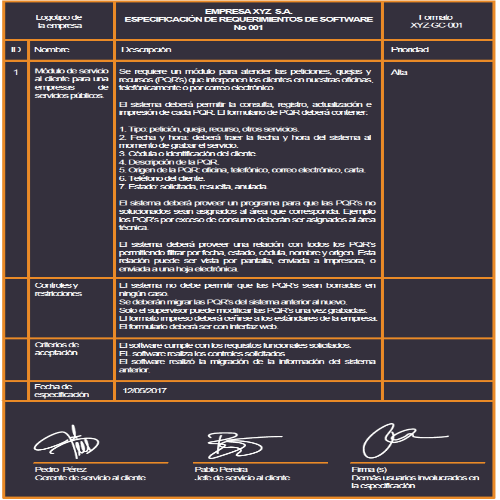 Logotipo de
la empresa
EMPRESA XYZ S.A.
ESPECIFICACIÓN DE REQUERIMIENTOS DE SOFTWARE
No 001
Formato
XYZ-GC-001
ID Nombre Descripción Prioridad
1 Módulo de servicio
al cliente para una
empresas de
servicios públicos.
Se requiere un módulo para atender las peticiones, quejas y
recursos (PQR's) que interponen los clientes en nuestras oficinas,
telefónicamente o por correo electrónico.
Alta
El sistema deberá permitir la consulta, registro, actualización e
impresión de cada PQR. El formulario de PQR deberá contener:
1. Tipo: petición, queja, recurso, otros servicios.
2. Fecha y hora: deberá traer la fecha y hora del sistema al
momento de grabar el servicio.
3. Cédula o identificación del cliente.
4. Descripción de la PQR.
5. Origen de la PQR: oficina, telefónico, correo electrónico, carta.
6. Teléfono del cliente.
7. Estado: solicitada, resuelta, anulada.
El sistema deberá proveer un programa para que las PQR's no
solucionados sean asignados al área que corresponda. Ejemplo
los PQR's por exceso de consumo deberán ser asignados al área
técnica.
El sistema deberá proveer una relación con todos los PQR's
permitiendo filtrar por fecha, estado, cédula, nombre y origen. Esta
relación puede ser vista por pantalla, enviada a impresora, o
enviada a una hoja electrónica.
Controles y
restricciones
El sistema no debe permitir que las PQR's sean borradas en
ningún caso.
Se deberán migrar las PQR's del sistema anterior al nuevo.
Solo el supervisor puede modificar las PQR's una vez grabadas.
El formato impreso deberá ceñirse a los estándares de la empresa.
El formulario deberá ser con interfaz web.
Criterios de
aceptación
El software cumple con los requisitos funcionales solicitados.
EL software realiza los controles solicitados
El software realizó la migración de la información del sistema
anterior.
Fecha de
especificación
12/05/2017
Pedro Pérez
Gerente de servicio al cliente
Pablo Pereira
Jefe de servicio al cliente
Firma (s)
Demás usuarios involucrados en
la especificación